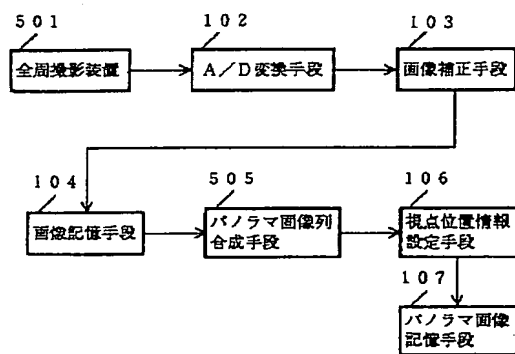 501
102
103
全周撮影装置
A/D変換手段
画像補正手段
104
505
106
画像記憶手段
パノラマ画像列
合成手段
視点位置情報
設定手段
107
パノラマ画像
記憶手段